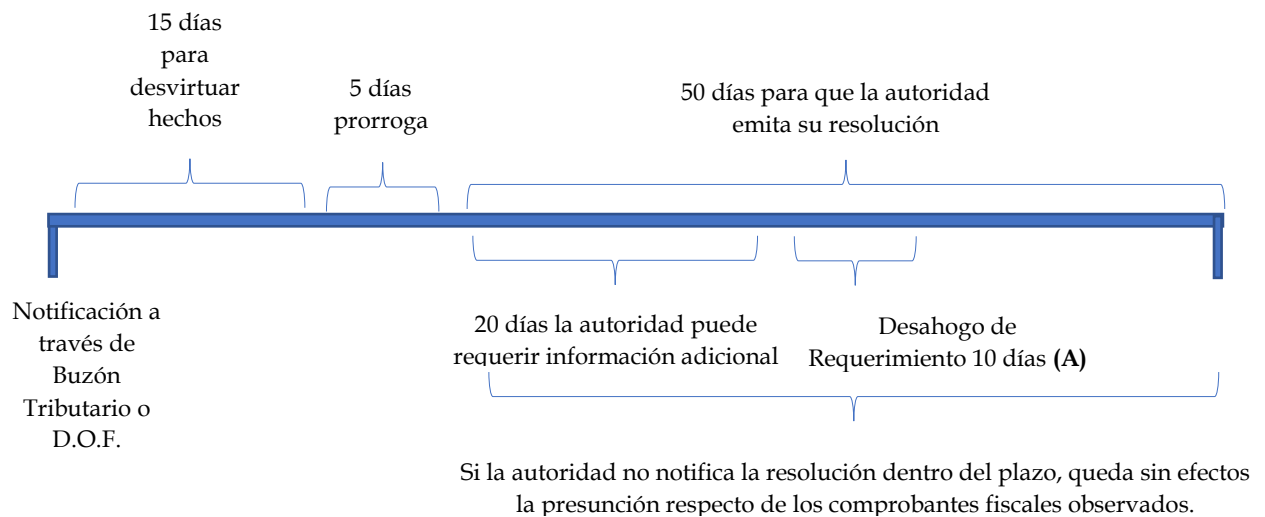 15 días
para
desvirtuar
hechos
5 días
prorroga
50 días para que la autoridad
emita su resolución
Notificación a
través de
Buzón
Tributario o
D.O.F.
20 días la autoridad puede
requerir información adicional
Desahogo de
Requerimiento 10 días (A)
Si la autoridad no notifica la resolución dentro del plazo, queda sin efectos
la presunción respecto de los comprobantes fiscales observados.